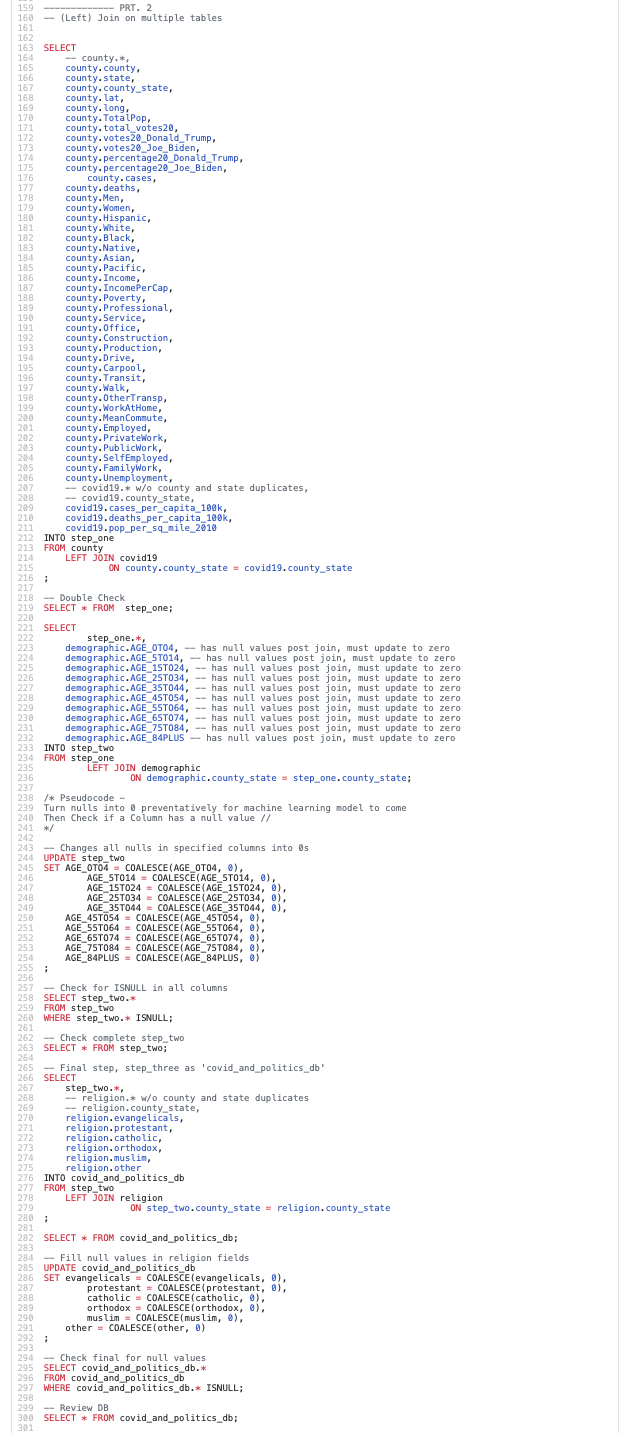 159 ------------- PRT. 2
160 -- (Left) Join on multiple tables
161
162
163 SELECT
164     -- county.*,
165     county.county,
166     county.state,
167     county.county_state,
168     county.lat,
169     county.long,
170     county.TotalPop,
171     county.total_votes20,
172     county.votes20_Donald_Trump,
173     county.votes20_Joe_Biden,
174     county.percentage20_Donald_Trump,
175     county.percentage20_Joe_Biden,
176         county.cases,
177     county.deaths,
178     county.Men,
179     county.Women,
180     county.Hispanic,
181     county.White,
182     county.Black,
183     county.Native,
184     county.Asian,
185     county.Pacific,
186     county.Income,
187     county.IncomePerCap,
188     county.Poverty,
189     county.Professional,
190     county.Service,
191     county.Office,
192     county.Construction,
193     county.Production,
194     county.Drive,
195     county.Carpool,
196     county.Transit,
197     county.Walk,
198     county.OtherTransp,
199     county.WorkAtHome,
200     county.MeanCommute,
201     county.Employed,
202     county.PrivateWork,
203     county.PublicWork,
204     county.SelfEmployed,
205     county.FamilyWork,
206     county.Unemployment,
207     -- covid19.* w/o county and state duplicates,
208     -- covid19.county_state,
209     covid19.cases_per_capita_100k,
210     covid19.deaths_per_capita_100k,
211     covid19.pop_per_sq_mile_2010
212 INTO step_one
213 FROM county
214     LEFT JOIN covid19
215             ON county.county_state = covid19.county_state
216 ;
217
218 -- Double Check
219 SELECT * FROM  step_one;
220
221 SELECT
222         step_one.*,
223     demographic.AGE_OTO4, -- has null values post join, must update to zero
224     demographic.AGE_5TO14, -- has null values post join, must update to zero
225     demographic.AGE_15TO24, -- has null values post join, must update to zero
226     demographic.AGE_25TO34, -- has null values post join, must update to zero
227     demographic.AGE_35TO44, -- has null values post join, must update to zero
228     demographic.AGE_45TO54, -- has null values post join, must update to zero
229     demographic.AGE_55TO64, -- has null values post join, must update to zero
230     demographic.AGE_65TO74, -- has null values post join, must update to zero
231     demographic.AGE_75TO84, -- has null values post join, must update to zero
232     demographic.AGE_84PLUS -- has null values post join, must update to zero
233 INTO step_two
234 FROM step_one
235         LEFT JOIN demographic
236                 ON demographic.county_state = step_one.county_state;
237
238 /* Pseudocode -
239 Turn nulls into 0 preventatively for machine learning model to come
240 Then Check if a Column has a null value //
241 */
242
243 -- Changes all nulls in specified columns into 0s
244 UPDATE step_two
245 SET AGE_OTO4 = COALESCE(AGE_OTO4, 0),
246         AGE_5TO14 = COALESCE(AGE_5TO14, 0),
247         AGE_15TO24 = COALESCE(AGE_15TO24, 0),
248         AGE_25TO34 = COALESCE(AGE_25TO34, 0),
249         AGE_35TO44 = COALESCE(AGE_35TO44, 0),
250     AGE_45TO54 = COALESCE(AGE_45TO54, 0),
251     AGE_55TO64 = COALESCE(AGE_55TO64, 0),
252     AGE_65TO74 = COALESCE(AGE_65TO74, 0),
253     AGE_75TO84 = COALESCE(AGE_75TO84, 0),
254     AGE_84PLUS = COALESCE(AGE_84PLUS, 0)
255 ;
256
257 -- Check for ISNULL in all columns
258 SELECT step_two.*
259 FROM step_two
260 WHERE step_two.* ISNULL;
261
262 -- Check complete step_two
263 SELECT * FROM step_two;
264
265 -- Final step, step_three as 'covid_and_politics_db'
266 SELECT
267     step_two.*,
268     -- religion.* w/o county and state duplicates
269     -- religion.county_state,
270     religion.evangelicals,
271     religion.protestant,
272     religion.catholic,
273     religion.orthodox,
274     religion.muslim,
275     religion.other
276 INTO covid_and_politics_db
277 FROM step_two
278     LEFT JOIN religion
279                 ON step_two.county_state = religion.county_state
280 ;
281
282 SELECT * FROM covid_and_politics_db;
283
284 -- Fill null values in religion fields
285 UPDATE covid_and_politics_db
286 SET evangelicals = COALESCE(evangelicals, 0),
287         protestant = COALESCE(protestant, 0),
288         catholic = COALESCE(catholic, 0),
289         orthodox = COALESCE(orthodox, 0),
290         muslim = COALESCE(muslim, 0),
291     other = COALESCE(other, 0)
292 ;
293
294 -- Check final for null values
295 SELECT covid_and_politics_db.*
296 FROM covid_and_politics_db
297 WHERE covid_and_politics_db.* ISNULL;
298
299 -- Review DB
300 SELECT * FROM covid_and_politics_db;
301